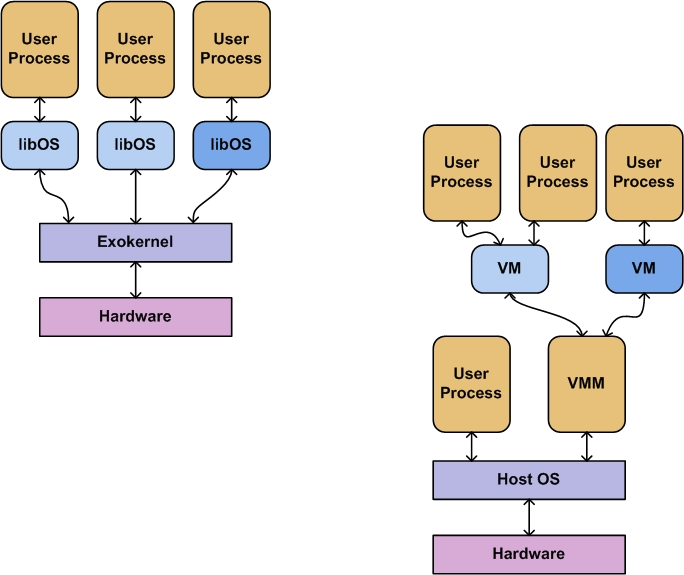 User
Process
User
Process
User
Process
libOS
libOS
libOS
Exokernel
Hardware
User
Process
User
Process
User
Process
VM
VM
User
Process
VMM
Host OS
Hardware